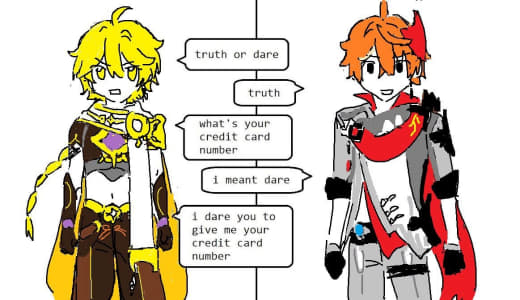 truth or dare
truth
what's your
credit card
number
i meant dare
i dare you to
give me your
credit card
number